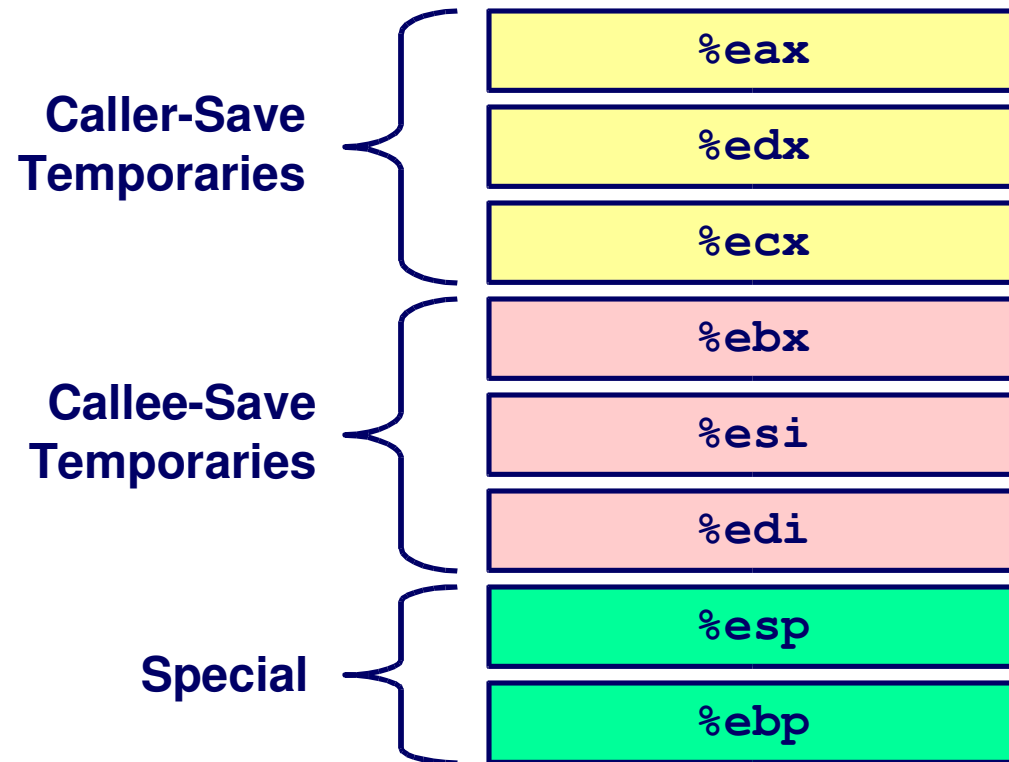 Caller-Save
Temporaries
%eax
%edx
%ecx
Callee-Save
Temporaries
%ebx
%esi
%edi
Special
%esp
%ebp